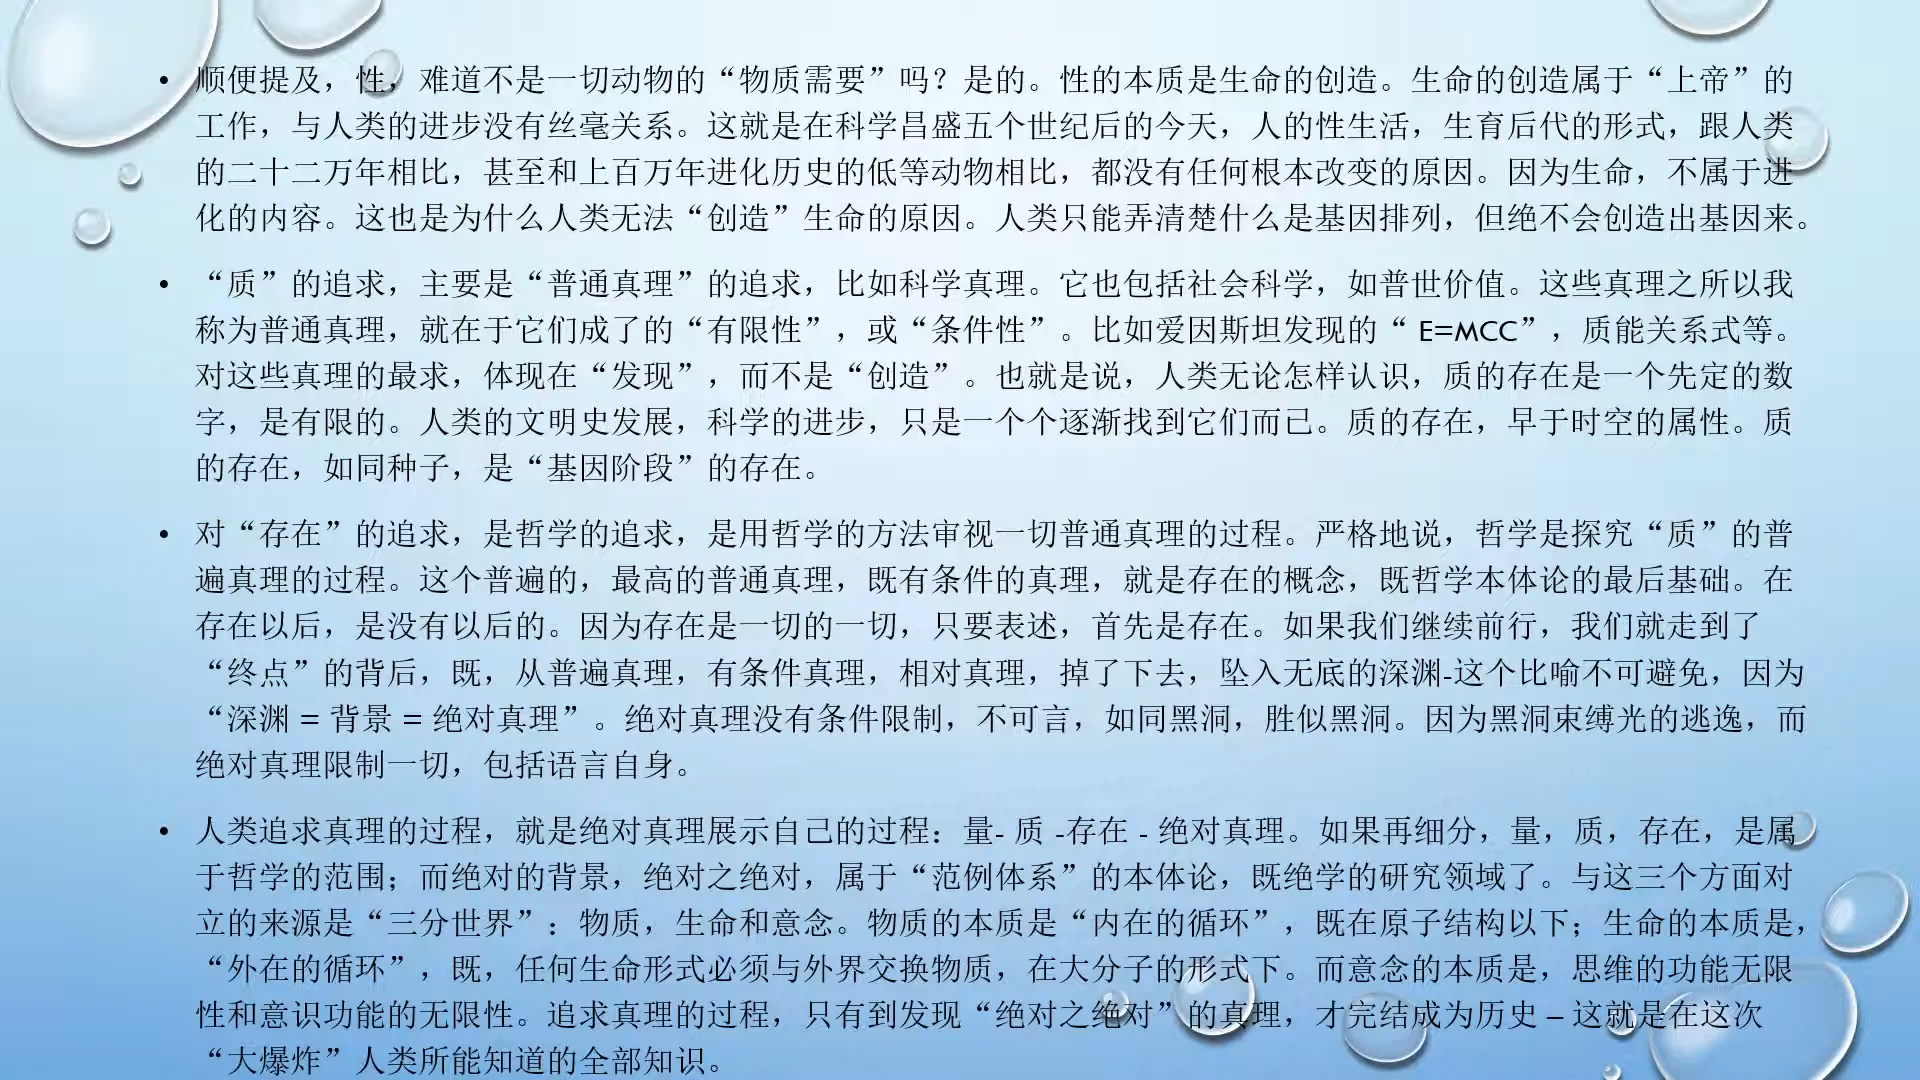 • 顺便提及，性，难道不是一切动物的“物质需要”吗？是的。性的本质是生命的创造。生命的创造属于“上帝”的
工作，与人类的进步没有丝毫关系。这就是在科学昌盛五个世纪后的今天，人的性生活，生育后代的形式，跟人类
的二十二万年相比，甚至和上百万年进化历史的低等动物相比，都没有任何根本改变的原因。因为生命，不属于进
化的内容。这也是为什么人类无法“创造”生命的原因。人类只能弄清楚什么是基因排列，但绝不会创造出基因来。
• “质”的追求，主要是“普通真理”的追求，比如科学真理。它也包括社会科学，如普世价值。这些真理之所以我
称为普通真理，就在于它们成了的“有限性”，或“条件性”。比如爱因斯坦发现的“ E=MCC”，质能关系式等。
对这些真理的最求，体现在“发现”，而不是“创造”。也就是说，人类无论怎样认识，质的存在是一个先定的数
字，是有限的。人类的文明史发展，科学的进步，只是一个个逐渐找到它们而已。质的存在，早于时空的属性。质
的存在，如同种子，是“基因阶段”的存在。
• 对“存在”的追求，是哲学的追求，是用哲学的方法审视一切普通真理的过程。严格地说，哲学是探究“质”的普
遍真理的过程。这个普遍的，最高的普通真理，既有条件的真理，就是存在的概念，既哲学本体论的最后基础。在
存在以后，是没有以后的。因为存在是一切的一切，只要表述，首先是存在。如果我们继续前行，我们就走到了
“终点”的背后，既，从普遍真理，有条件真理，相对真理，掉了下去，坠入无底的深渊-这个比喻不可避免，因为
“深渊 = 背景 = 绝对真理”。绝对真理没有条件限制，不可言，如同黑洞，胜似黑洞。因为黑洞束缚光的逃逸，而
绝对真理限制一切，包括语言自身。
• 人类追求真理的过程，就是绝对真理展示自己的过程：量- 质 -存在 - 绝对真理。如果再细分，量，质，存在，是属
于哲学的范围；而绝对的背景，绝对之绝对，属于“范例体系”的本体论，既绝学的研究领域了。与这三个方面对
立的来源是“三分世界”：物质，生命和意念。物质的本质是“内在的循环”，既在原子结构以下；生命的本质是，
“外在的循环”，既，任何生命形式必须与外界交换物质，在大分子的形式下。而意念的本质是，思维的功能无限
性和意识功能的无限性。追求真理的过程，只有到发现“绝对之绝对”的真理，才完结成为历史 – 这就是在这次
“大爆炸”人类所能知道的全部知识。